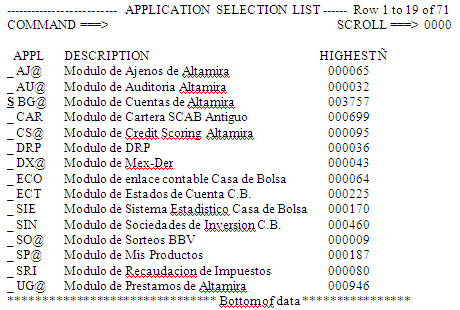 -------------------------- APPLICATION SELECTION LIST ------ Row 1 to 19 of 71
COMMAND ===> SCROLL ===> 0000
APPL DESCRIPTION HIGHESTÑ
_ AJ@ Modulo de Ajenos de Altamira 000065
_ AU@ Modulo de Auditoria Altamira 000032
S BG@ Modulo de Cuentas de Altamira 003757
_ CAR Modulo de Cartera SCAB Antiguo 000699
_ CS@ Modulo de Credit Scoring Altamira 000095
_ DRP Modulo de DRP 000036
_ DX@ Modulo de Mex-Der 000043
_ ECO Modulo de enlace contable Casa de Bolsa 000064
_ ECT Modulo de Estados de Cuenta C.B. 000225
_ SIE Modulo de Sistema Estadistico Casa de Bolsa 000170
_ SIN Modulo de Sociedades de Inversion C.B. 000460
_ SO@ Modulo de Sorteos BBV 000009
_ SP@ Modulo de Mis Productos 000187
_ SRI Modulo de Recaudacion de Impuestos 000080
_ UG@ Modulo de Prestamos de Altamira 000946
****************************** Bottom of data ****************